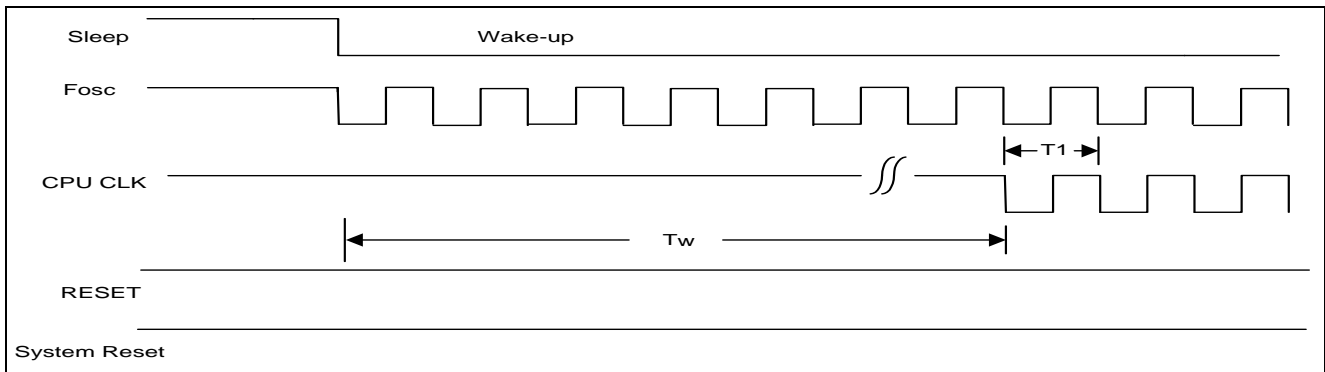 Sleep
Wake-up
Fosc
T1
CPU CLK
Tw
RESET
System Reset